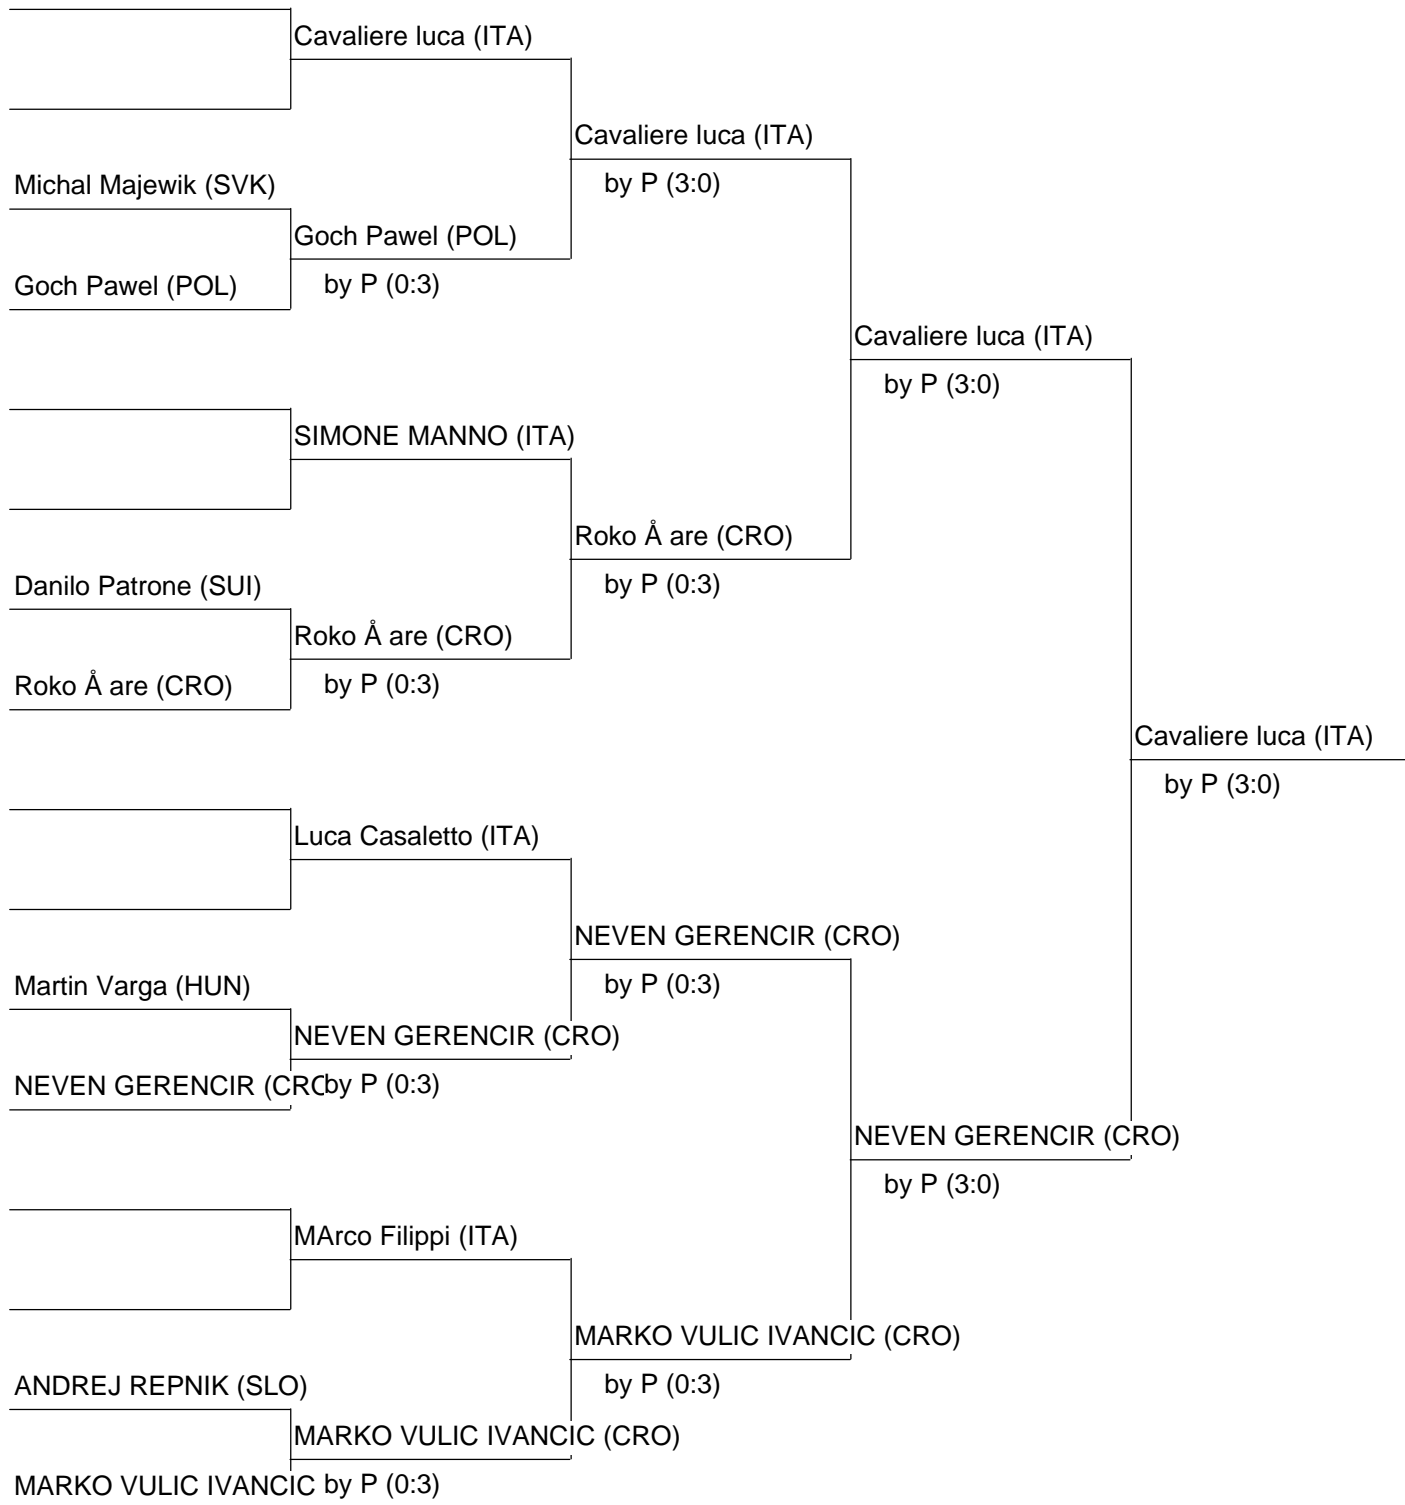 Cavaliere luca (ITA)
Cavaliere luca (ITA)
by P (3:0)
Michal Majewik (SVK)
Goch Pawel (POL)
by P (0:3)
Goch Pawel (POL)
Cavaliere luca (ITA)
by P (3:0)
SIMONE MANNO (ITA)
Roko Å are (CRO)
by P (0:3)
Danilo Patrone (SUI)
Roko Å are (CRO)
by P (0:3)
Roko Å are (CRO)
Cavaliere luca (ITA)
by P (3:0)
Luca Casaletto (ITA)
NEVEN GERENCIR (CRO)
by P (0:3)
Martin Varga (HUN)
NEVEN GERENCIR (CRO)
by P (0:3)
NEVEN GERENCIR (CRO
NEVEN GERENCIR (CRO)
by P (3:0)
MArco Filippi (ITA)
MARKO VULIC IVANCIC (CRO)
by P (0:3)
ANDREJ REPNIK (SLO)
MARKO VULIC IVANCIC (CRO)
by P (0:3)
MARKO VULIC IVANCIC